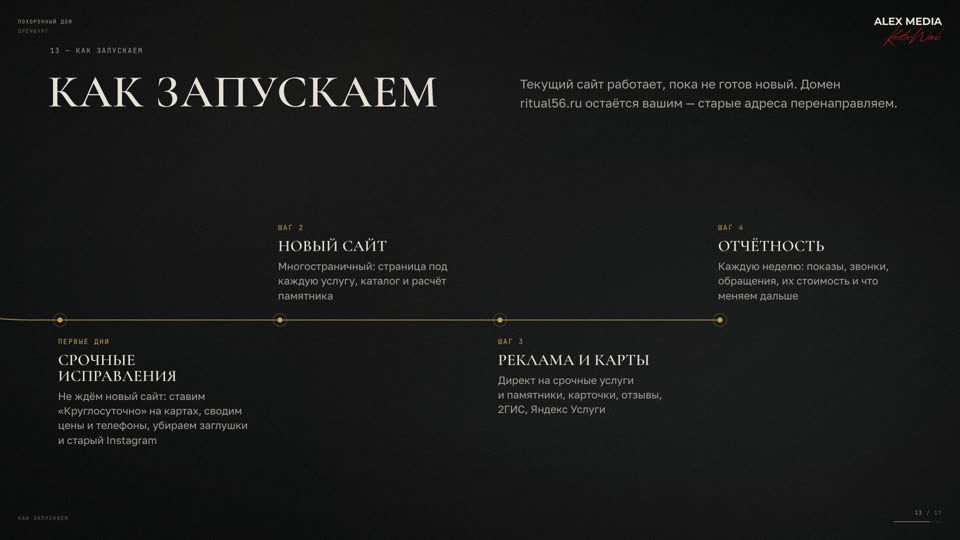 ПОХОРОННЫЙ ДОМ
ОРЕНБУРГ
ALEX MEDIA
13 — КАК ЗАПУСКАЕМ
КАК ЗАПУСКАЕМ
Текущий сайт работает, пока не готов новый. Домен
ritual56.ru остаётся вашим — старые адреса перенаправляем.
ШАГ 2
НОВЫЙ САЙТ
Многостраничный: страница под
каждую услугу, каталог и расчёт
памятника
ШАГ 4
ОТЧЁТНОСТЬ
Каждую неделю: показы, звонки,
обращения, их стоимость и что
меняем дальше
ПЕРВЫЕ ДНИ
СРОЧНЫЕ
ИСПРАВЛЕНИЯ
Не ждём новый сайт: ставим
«Круглосуточно» на картах, сводим
цены и телефоны, убираем заглушки
и старый Instagram
ШАГ 3
РЕКЛАМА И КАРТЫ
Директ на срочные услуги
и памятники, карточки, отзывы,
2ГИС, Яндекс Услуги
КАК ЗАПУСКАЕМ
13 / 17